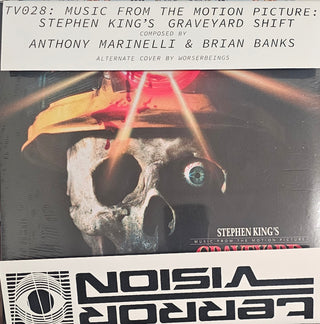 TV028: MUSIC FROM THE MOTION PICTURE:
STEPHEN KING'S GRAVEYARD SHIFT
COMPOSED BY
ANTHONY MARINELLI & BRIAN BANKS
ALTERNATE COVER BY WORSERBEINGS
STEPHEN KING'S
MUSIC FROM THE MOTION PICTURE
GRAVEYARD
TERROR
VISION